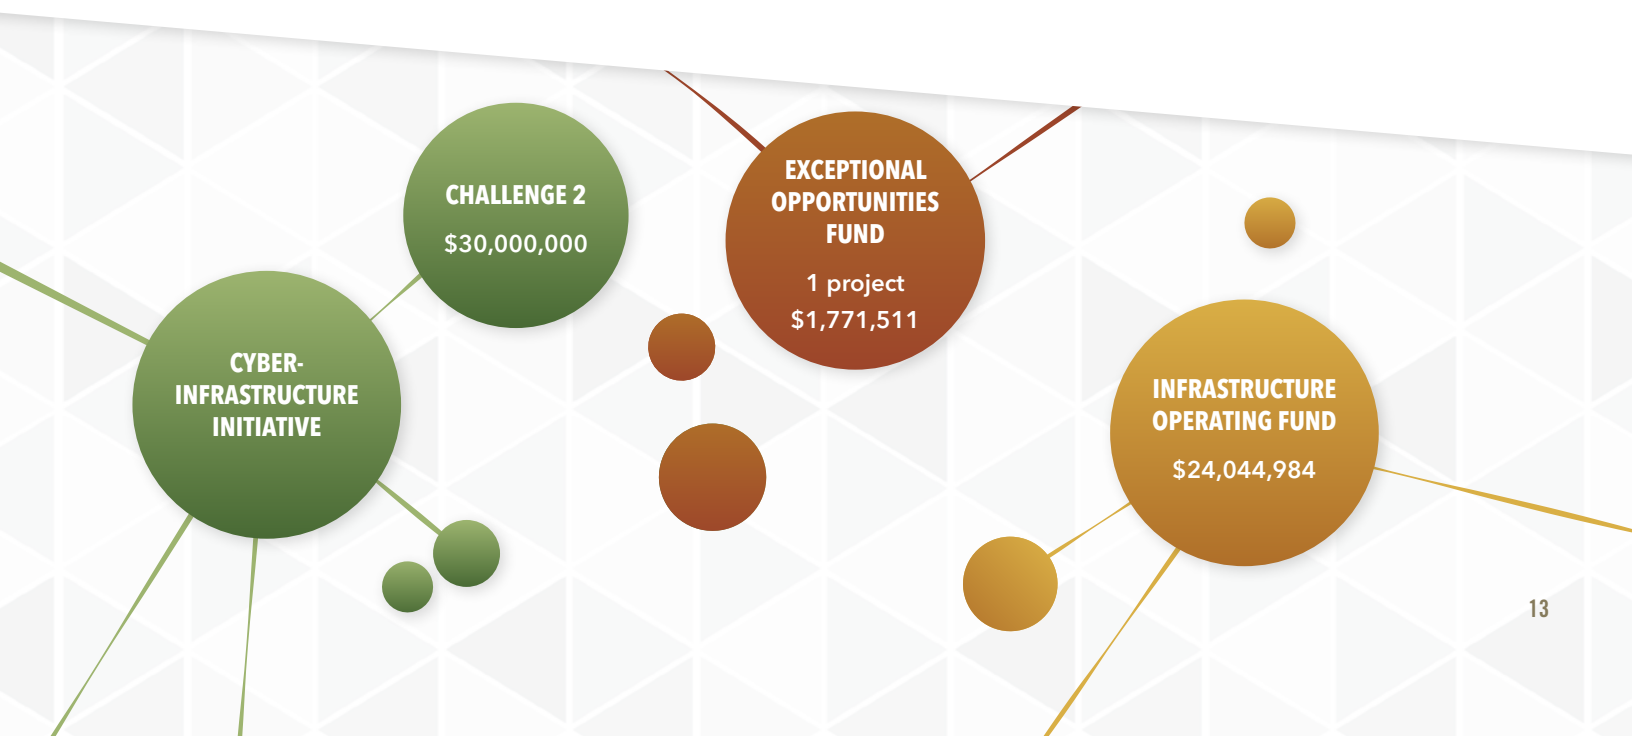 CHALLENGE 2
$30,000,000
EXCEPTIONAL
OPPORTUNITIES
FUND
1 project
$1,771,511
CYBER-
INFRASTRUCTURE
INITIATIVE
INFRASTRUCTURE
OPERATING FUND
$24,044,984
13